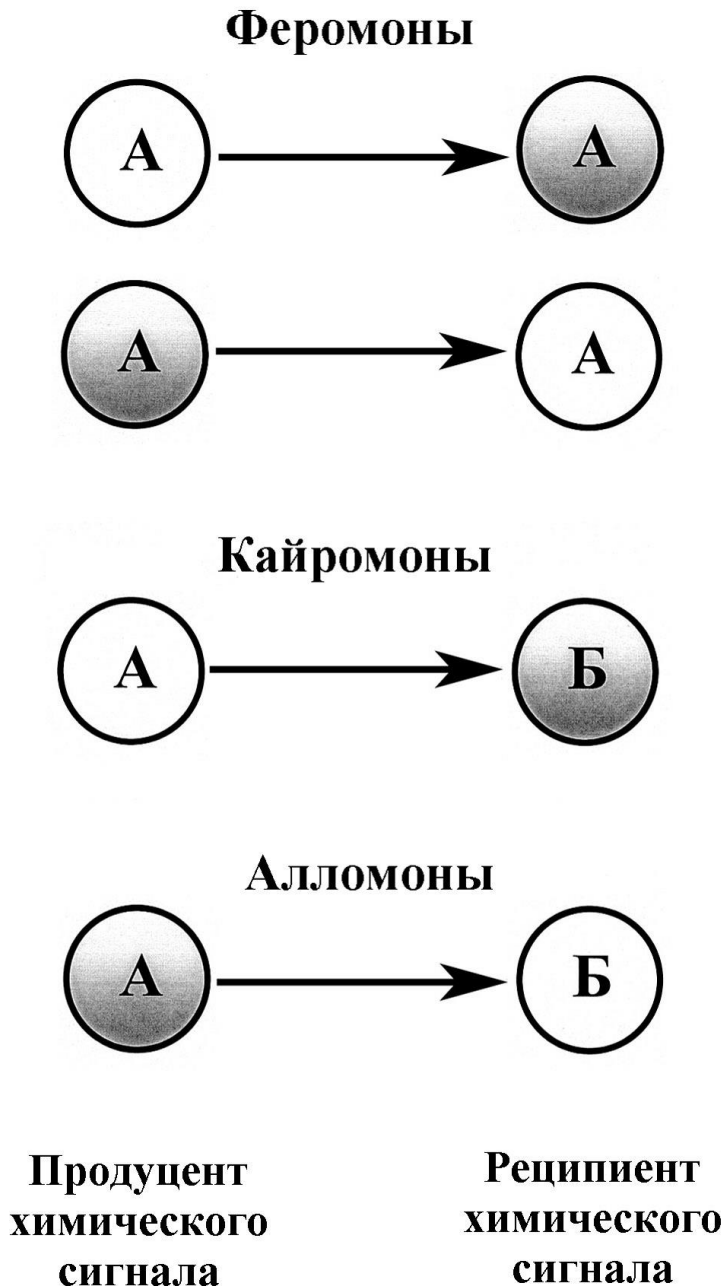 Феромоны
А А
А А
Кайромоны
А Б
Алломоны
А Б
Продуцент
химического
сигнала
Реципиент
химического
сигнала